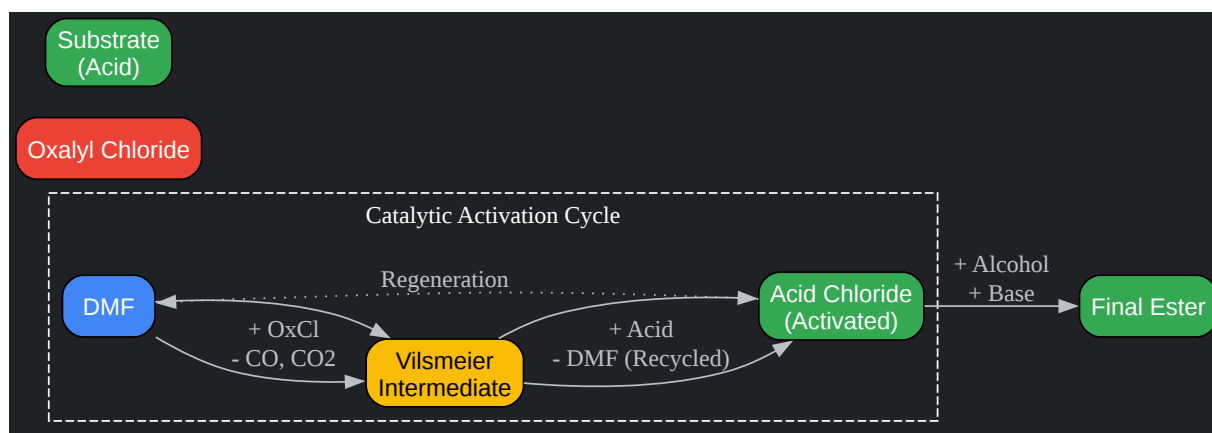 Substrate
(Acid)
Oxalyl Chloride
Catalytic Activation Cycle
DMF
+ OxCl
- CO, CO2
Vilsmeier
Intermediate
Regeneration
+ Acid
- DMF (Recycled)
Acid Chloride
(Activated)
+ Alcohol
+ Base
Final Ester